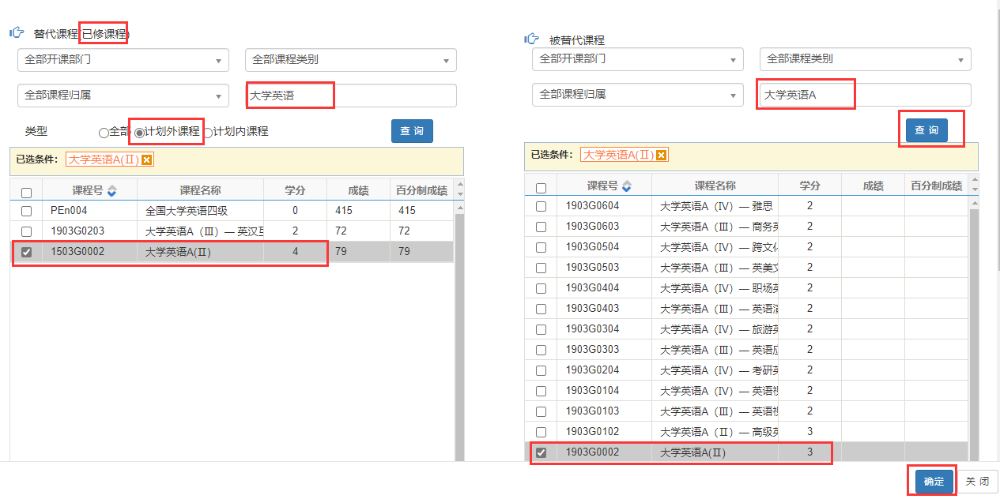 替代课程(已修课程)
全部开课部门
全部课程类别
全部课程归属
大学英语
类型 全部 计划外课程 计划内课程 查 询
已选条件: 大学英语A(Ⅱ)
课程号 课程名称 学分 成绩 百分制成绩
PEn004 全国大学英语四级 0 415 415
1903G0203 大学英语A（Ⅲ）— 英汉 2 72 72
1503G0002 大学英语A(Ⅱ) 4 79 79
被替代课程
全部开课部门
全部课程类别
全部课程归属
大学英语A
查 询
已选条件: 大学英语A(Ⅱ)
课程号 课程名称 学分 成绩 百分制成绩
1903G0604 大学英语A（Ⅳ）— 雅思 2
1903G0603 大学英语A（Ⅲ）— 商务 2
1903G0504 大学英语A（Ⅳ）— 跨文 2
1903G0503 大学英语A（Ⅲ）— 英美 2
1903G0404 大学英语A（Ⅳ）— 职场 2
1903G0403 大学英语A（Ⅲ）— 英语 2
1903G0304 大学英语A（Ⅳ）— 旅游 2
1903G0303 大学英语A（Ⅲ）— 英语 2
1903G0204 大学英语A（Ⅳ）— 考研 2
1903G0104 大学英语A（Ⅳ）— 英语 2
1903G0103 大学英语A（Ⅲ）— 英语 2
1903G0102 大学英语A（Ⅱ）— 高级 3
1903G0002 大学英语A(Ⅱ) 3
确定 关 闭